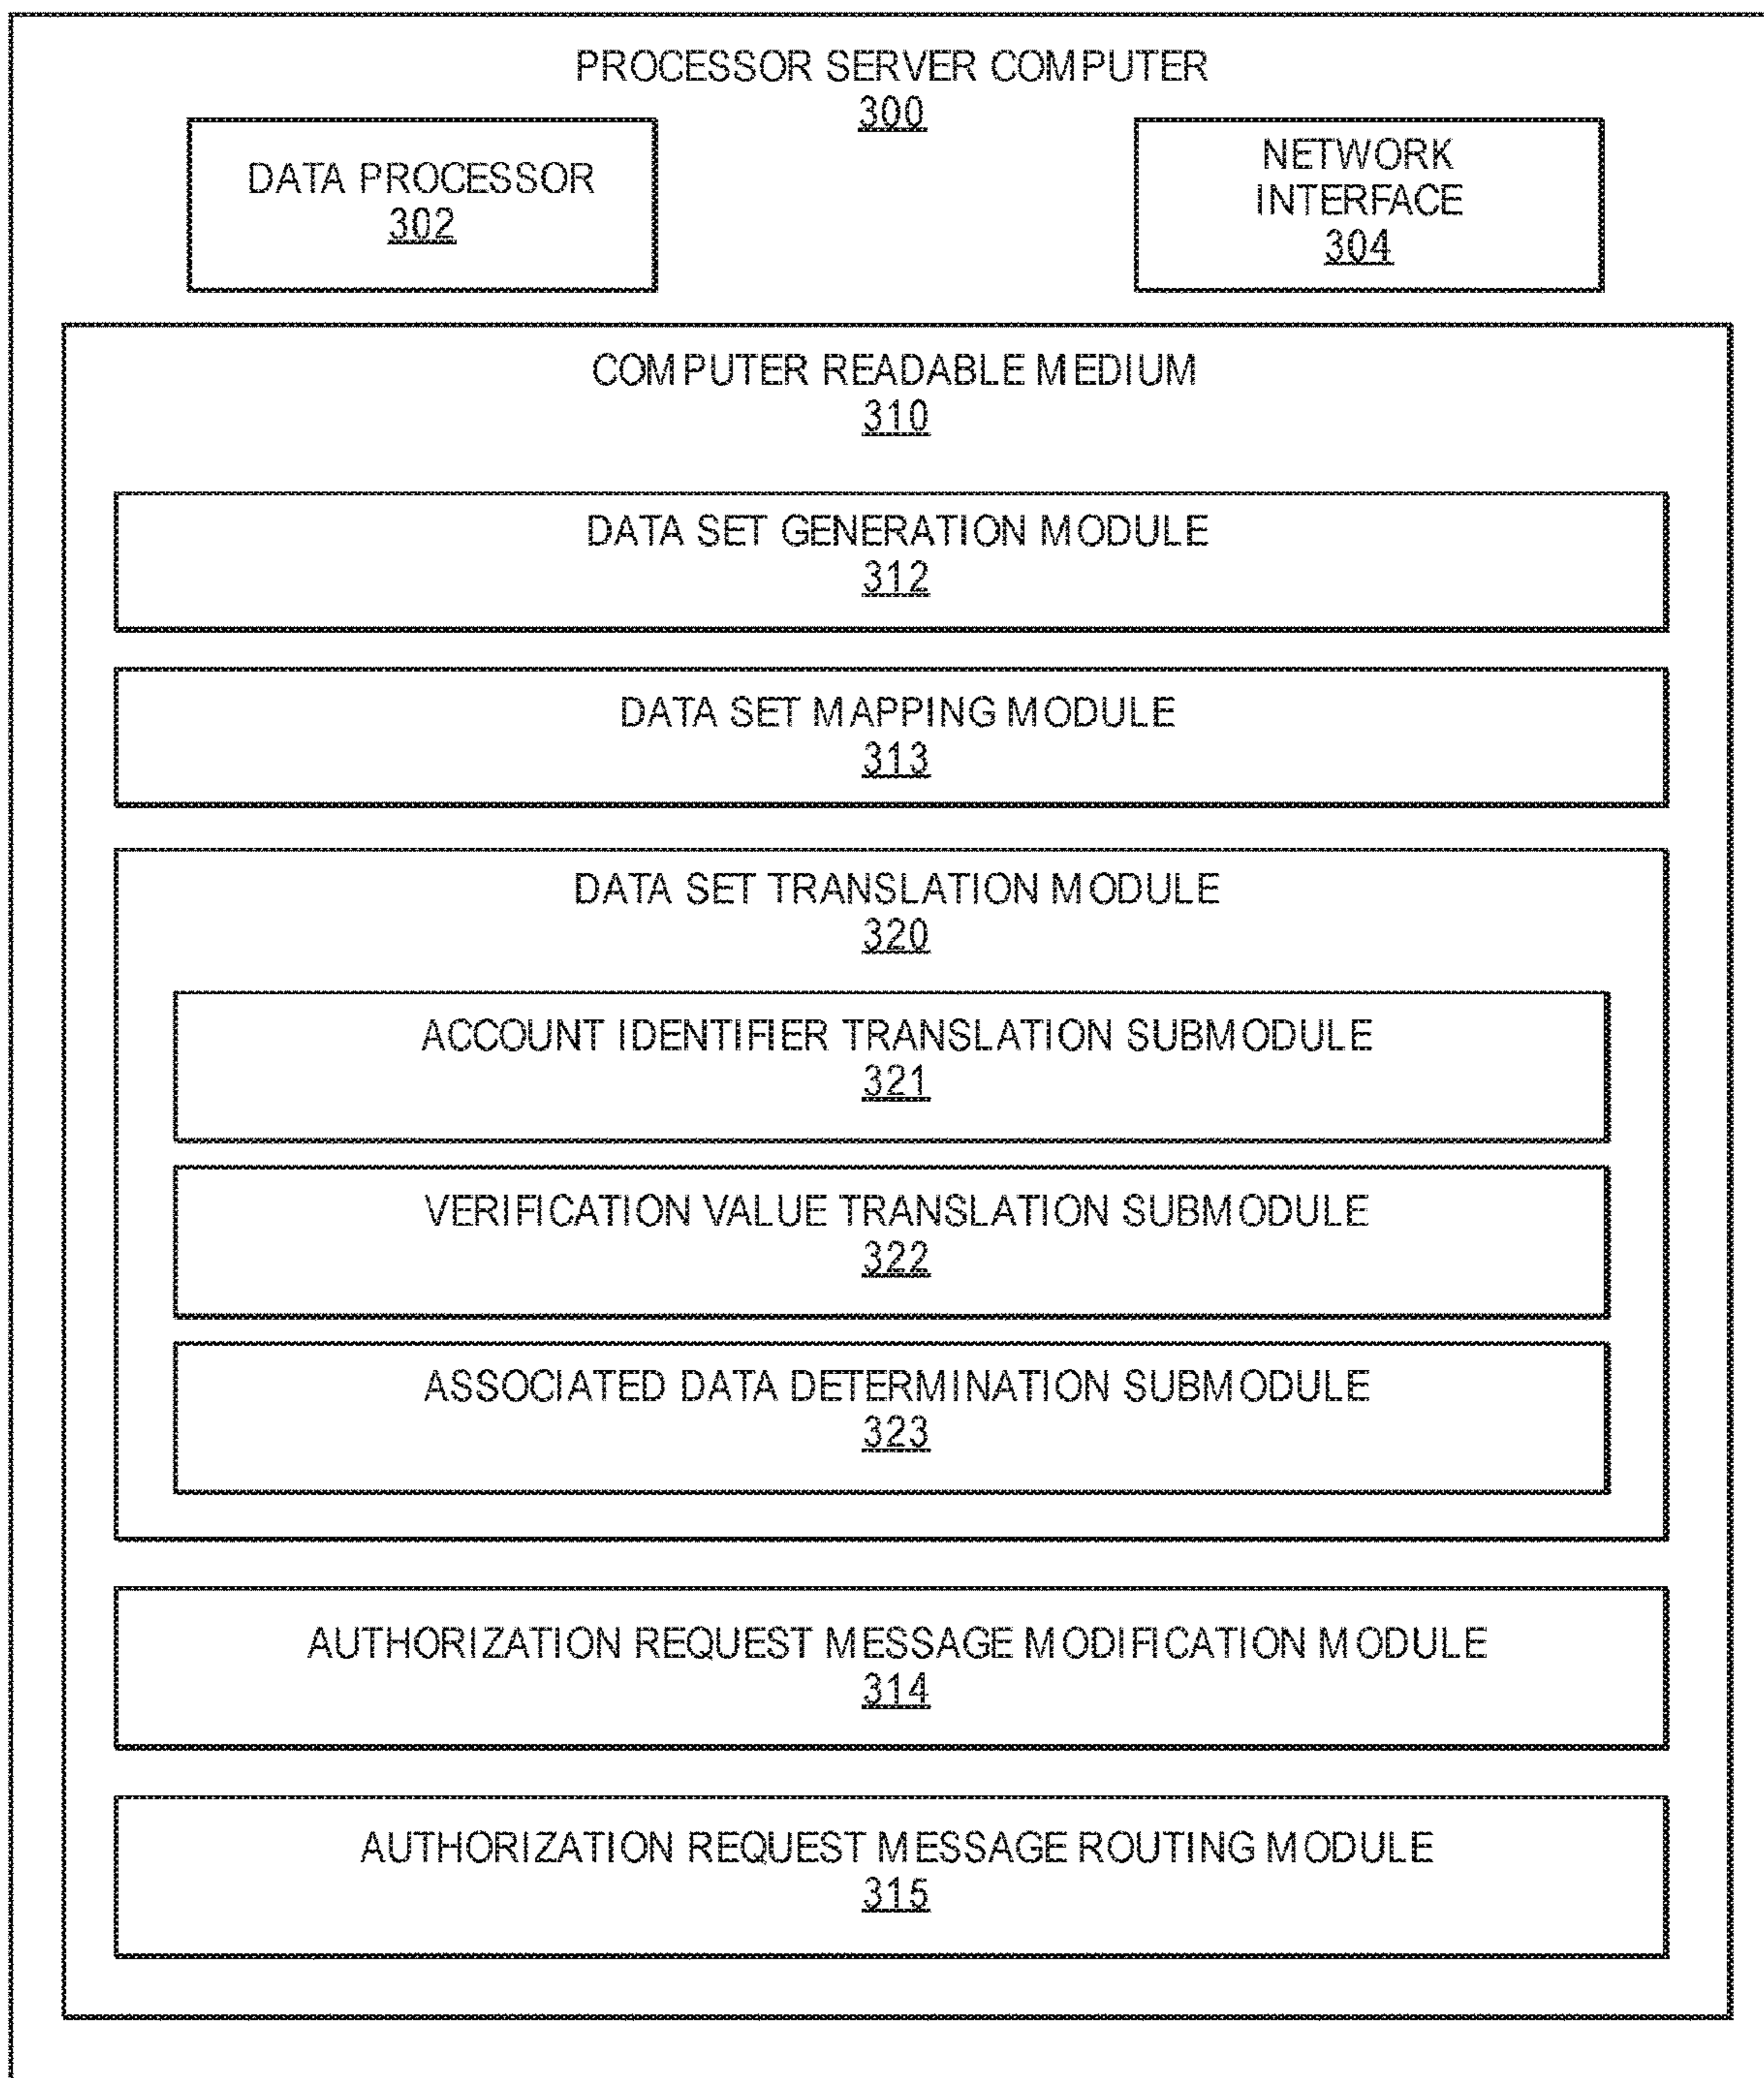 PROCESSOR SERVER COMPUTER
300
DATA PROCESSOR
302
NETWORK
INTERFACE
304
COMPUTER READABLE MEDIUM
310
DATA SET GENERATION MODULE
312
DATA SET MAPPING MODULE
313
DATA SET TRANSLATION MODULE
320
ACCOUNT IDENTIFIER TRANSLATION SUBMODULE
321
VERIFICATION VALUE TRANSLATION SUBMODULE
322
ASSOCIATED DATA DETERMINATION SUBMODULE
323
AUTHORIZATION REQUEST MESSAGE MODIFICATION MODULE
314
AUTHORIZATION REQUEST MESSAGE ROUTING MODULE
315